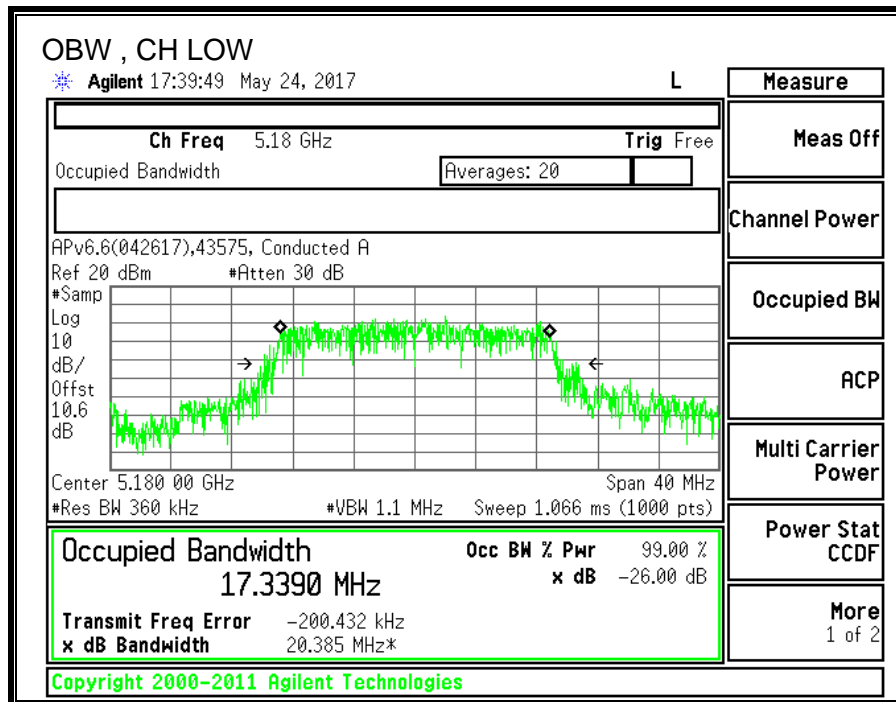 OBW , CH LOW
Agilent 17:39:49 May 24, 2017 L
Measure
Ch Freq 5.18 GHz Trig Free
Occupied Bandwidth Averages: 20
APv6.6(042617),43575, Conducted A
Ref 20 dBm #Atten 30 dB
#Samp
Log
10
dB/
Offst
10.6
dB
Center 5.180 00 GHz Span 40 MHz
#Res BW 360 kHz #VBW 1.1 MHz Sweep 1.066 ms (1000 pts)
Occupied Bandwidth Occ BW % Pwr 99.00 %
17.3390 MHz x dB -26.00 dB
Transmit Freq Error -200.432 kHz
x dB Bandwidth 20.385 MHz*
Copyright 2000-2011 Agilent Technologies
Meas Off
Channel Power
Occupied BW
ACP
Multi Carrier
Power
Power Stat
CCDF
More
1 of 2